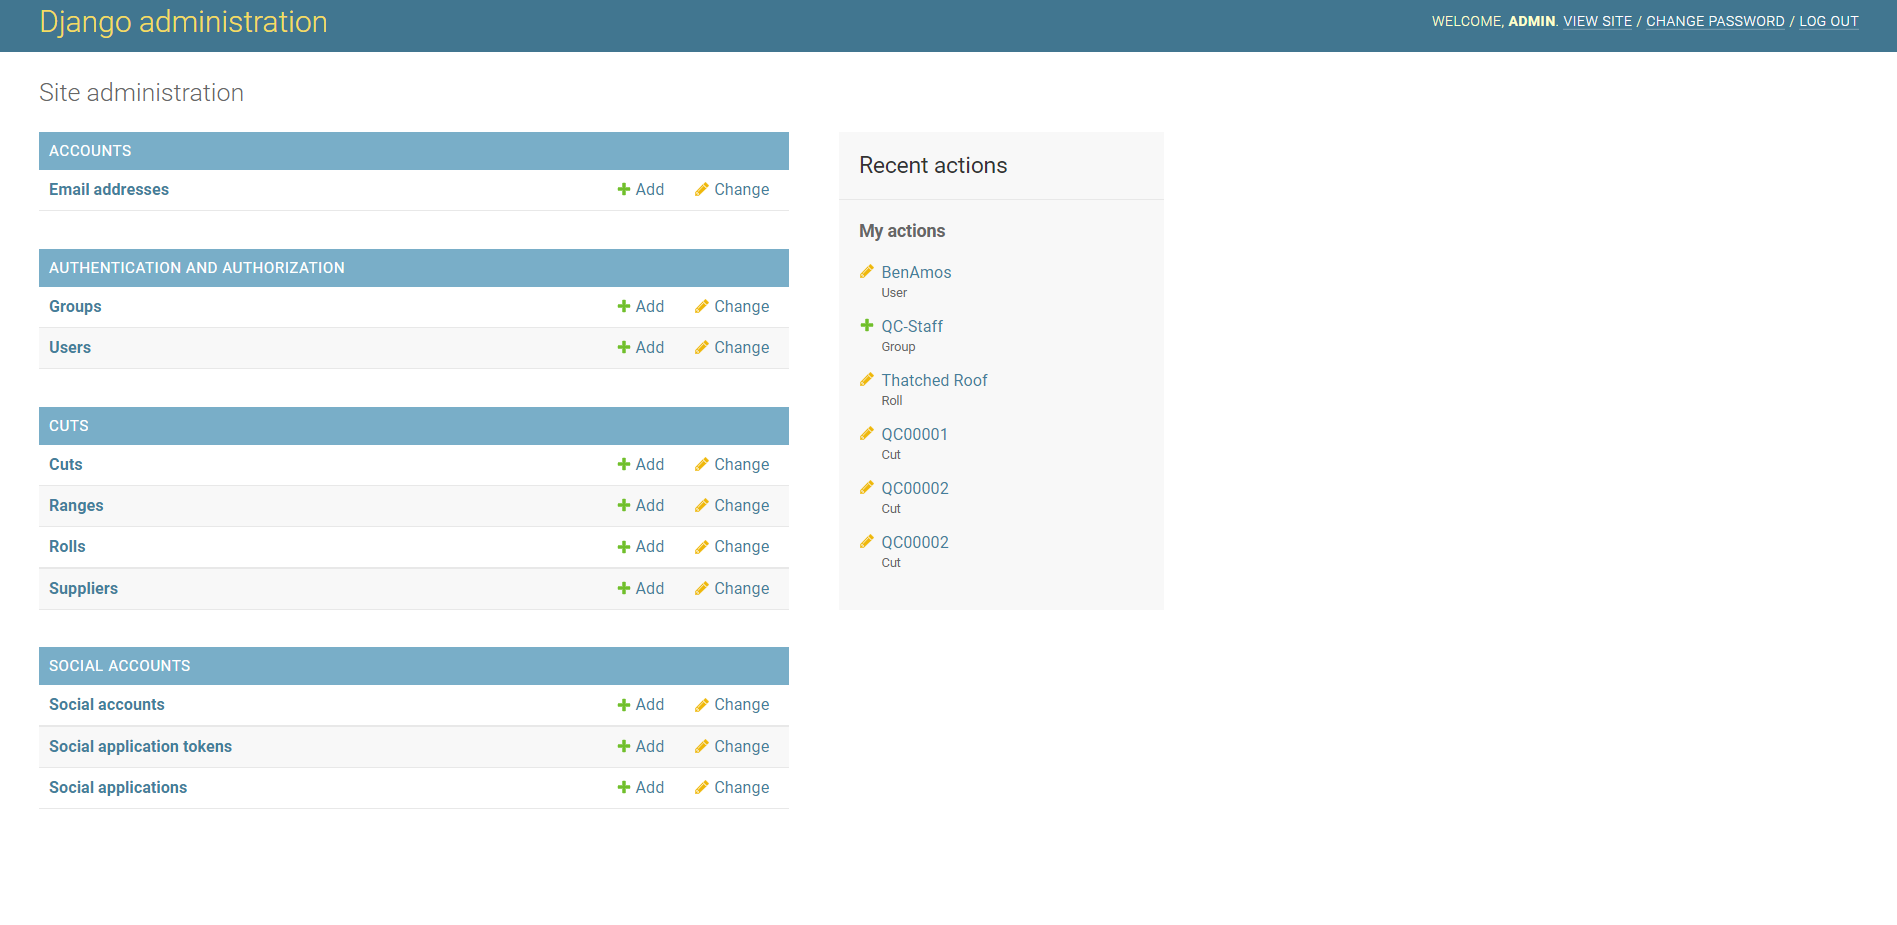 Django administration
WELCOME, ADMIN. VIEW SITE / CHANGE PASSWORD / LOG OUT
Site administration
ACCOUNTS
Email addresses Add Change
AUTHENTICATION AND AUTHORIZATION
Groups Add Change
Users Add Change
CUTS
Cuts Add Change
Ranges Add Change
Rolls Add Change
Suppliers Add Change
SOCIAL ACCOUNTS
Social accounts Add Change
Social application tokens Add Change
Social applications Add Change
Recent actions
My actions
BenAmos
User
QC-Staff
Group
Thatched Roof
Roll
QC00001
Cut
QC00002
Cut
QC00002
Cut